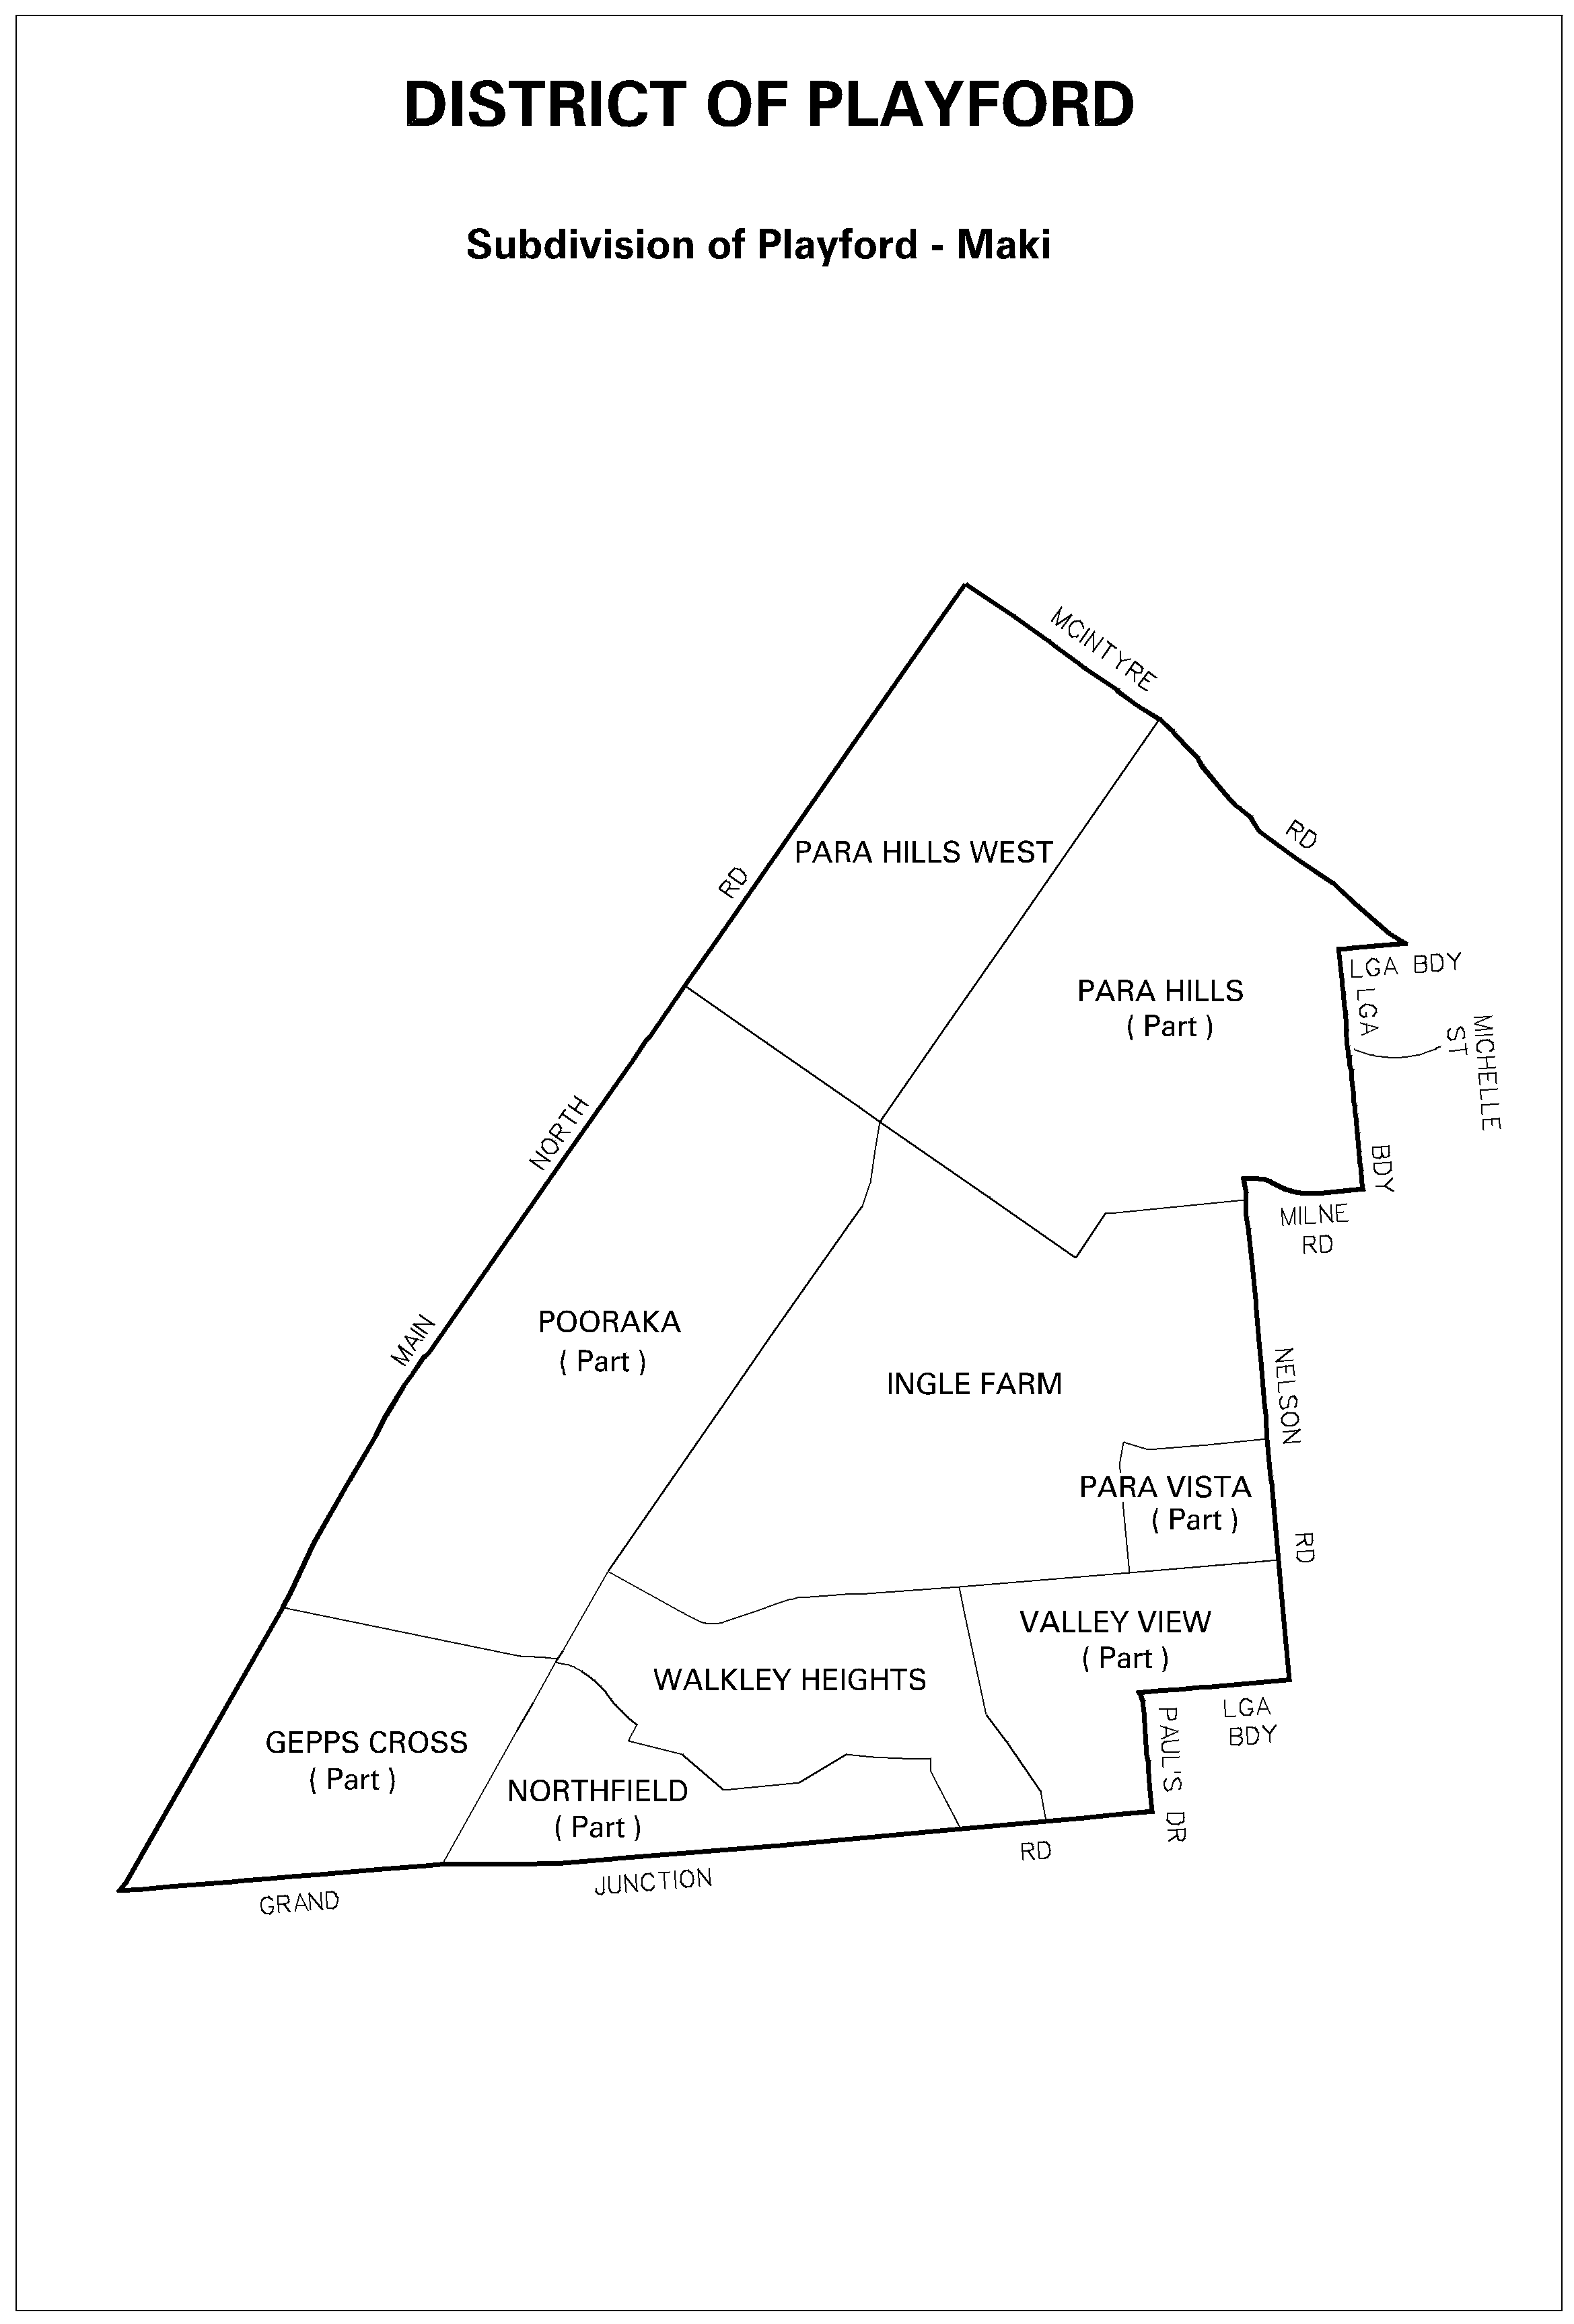 DISTRICT OF PLAYFORD
Subdivision of Playford - Maki
MCINTYRE
RD
PARA HILLS WEST
RD
LGA BDY
LGA
PARA HILLS
( Part )
MICHELLE
ST
NORTH
BDY
MILNE
RD
MAIN
POORAKA
( Part )
INGLE FARM
NELSON
PARA VISTA
( Part )
RD
VALLEY VIEW
( Part )
WALKLEY HEIGHTS
LGA
BDY
PAUL'S DR
GEPPS CROSS
( Part )
NORTHFIELD
( Part )
RD
JUNCTION
GRAND